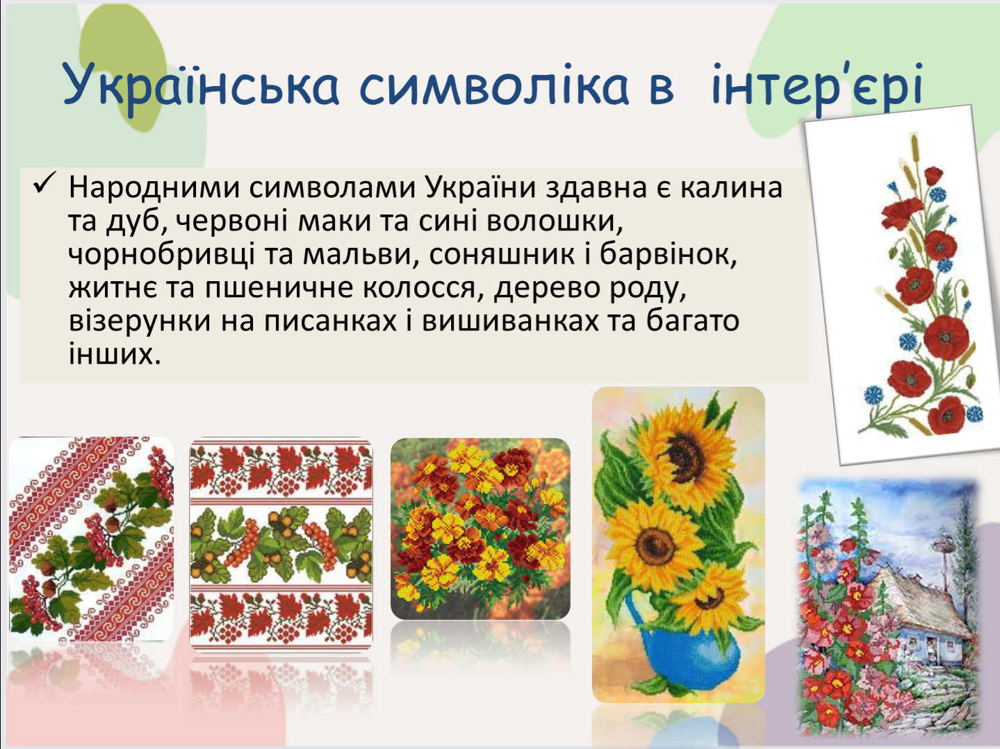 Українська символіка в інтер’єрі
✓ Народними символами України здавна є калина
та дуб, червоні маки та сині волошки,
чорнобривці та мальви, соняшник і барвінок,
житнє та пшеничне колосся, дерево роду,
візерунки на писанках і вишиванках та багато
інших.